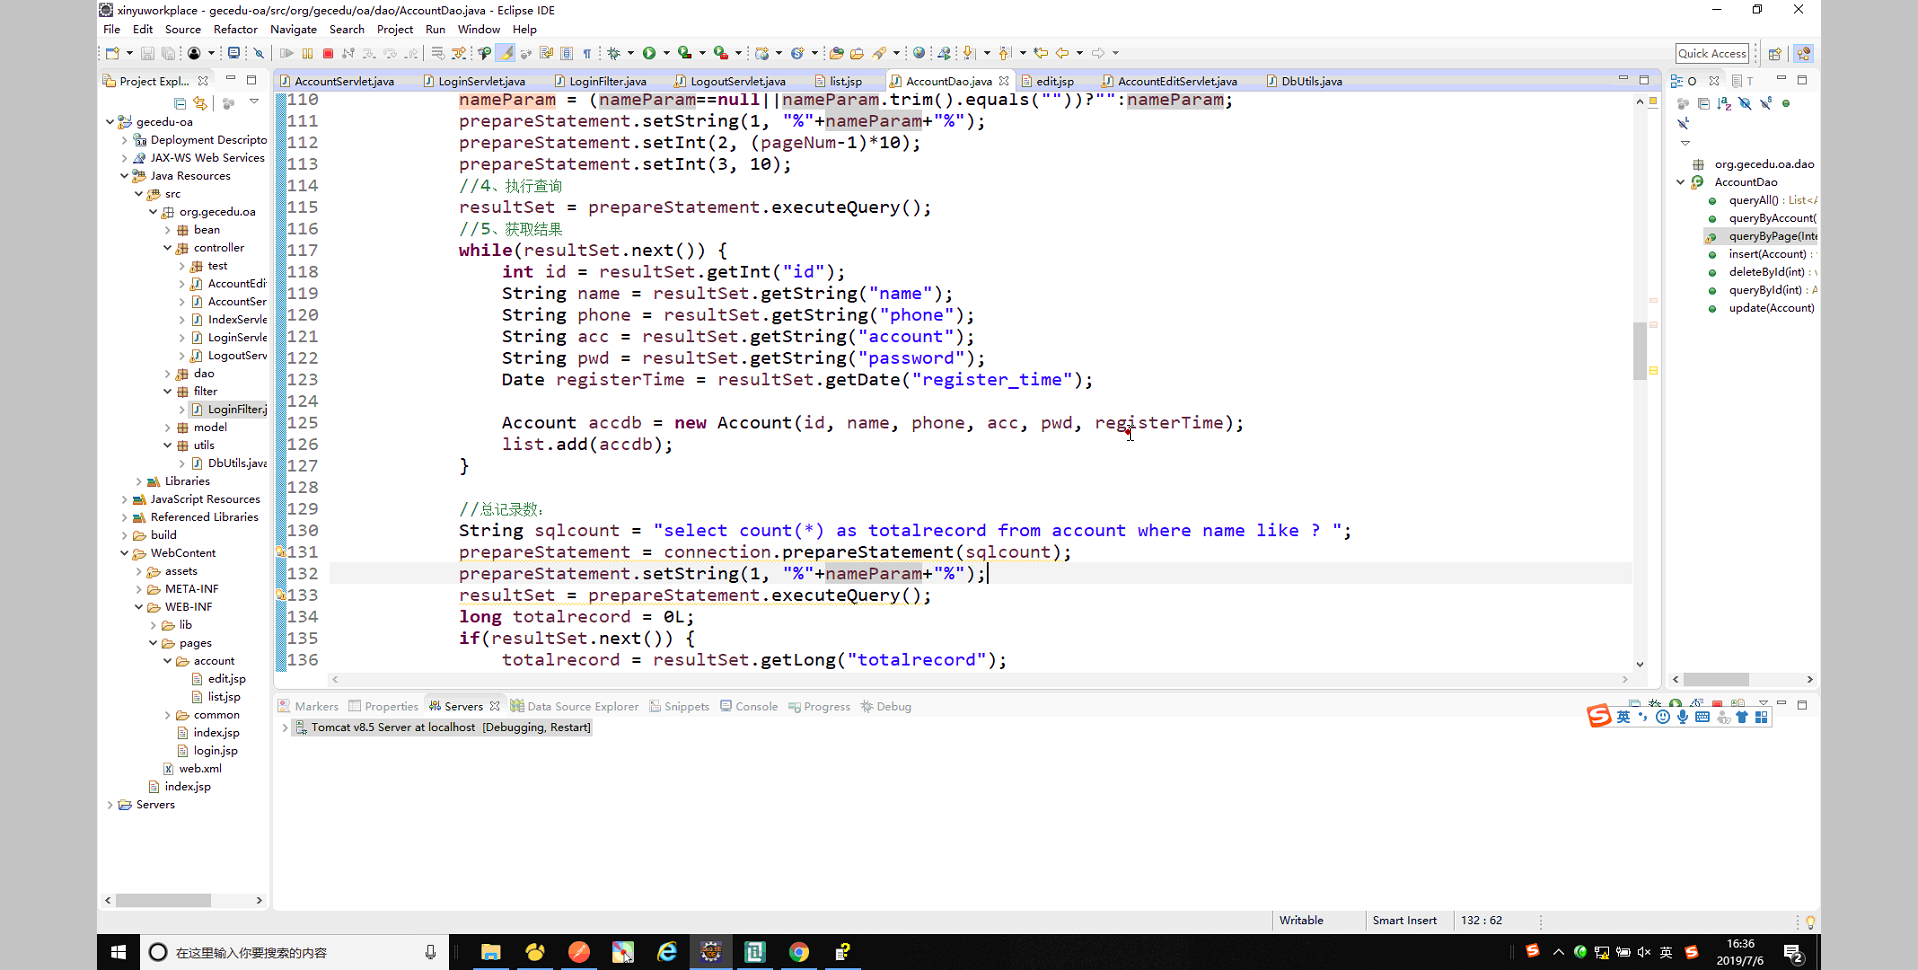 xinyuworkplace - gecedu-oa/src/org/gecedu/oa/dao/AccountDao.java - Eclipse IDE
File Edit Source Refactor Navigate Search Project Run Window Help
Quick Access
Project Expl...
AccountServlet.java LoginServlet.java LoginFilter.java LogoutServlet.java list.jsp AccountDao.java edit.jsp AccountEditServlet.java DbUtils.java
gecedu-oa
Deployment Descripto
JAX-WS Web Services
Java Resources
src
org.gecedu.oa
bean
controller
test
AccountEdi
AccountSer
IndexServle
LoginServle
LogoutServ
dao
filter
LoginFilter.j
model
utils
DbUtils.java
Libraries
JavaScript Resources
Referenced Libraries
build
WebContent
assets
META-INF
WEB-INF
lib
pages
account
edit.jsp
list.jsp
common
index.jsp
login.jsp
web.xml
index.jsp
Servers
110 nameParam = (nameParam==null||nameParam.trim().equals(""))?"":nameParam;
111 prepareStatement.setString(1, "%"+nameParam+"%");
112 prepareStatement.setInt(2, (pageNum-1)*10);
113 prepareStatement.setInt(3, 10);
114 //4、执行查询
115 resultSet = prepareStatement.executeQuery();
116 //5、获取结果
117 while(resultSet.next()) {
118 int id = resultSet.getInt("id");
119 String name = resultSet.getString("name");
120 String phone = resultSet.getString("phone");
121 String acc = resultSet.getString("account");
122 String pwd = resultSet.getString("password");
123 Date registerTime = resultSet.getDate("register_time");
124
125 Account accdb = new Account(id, name, phone, acc, pwd, registerTime);
126 list.add(accdb);
127 }
128
129 //总记录数:
130 String sqlcount = "select count(*) as totalrecord from account where name like ? ";
131 prepareStatement = connection.prepareStatement(sqlcount);
132 prepareStatement.setString(1, "%"+nameParam+"%");
133 resultSet = prepareStatement.executeQuery();
134 long totalrecord = 0L;
135 if(resultSet.next()) {
136 totalrecord = resultSet.getLong("totalrecord");
O T
org.gecedu.oa.dao
AccountDao
queryAll() : List<A
queryByAccount(
queryByPage(Inte
insert(Account) :
deleteById(int) : v
queryById(int) : A
update(Account)
Markers Properties Servers Data Source Explorer Snippets Console Progress Debug
Tomcat v8.5 Server at localhost [Debugging, Restart]
英
Writable Smart Insert 132 : 62
在这里输入你要搜索的内容
英
16:36
2019/7/6
2